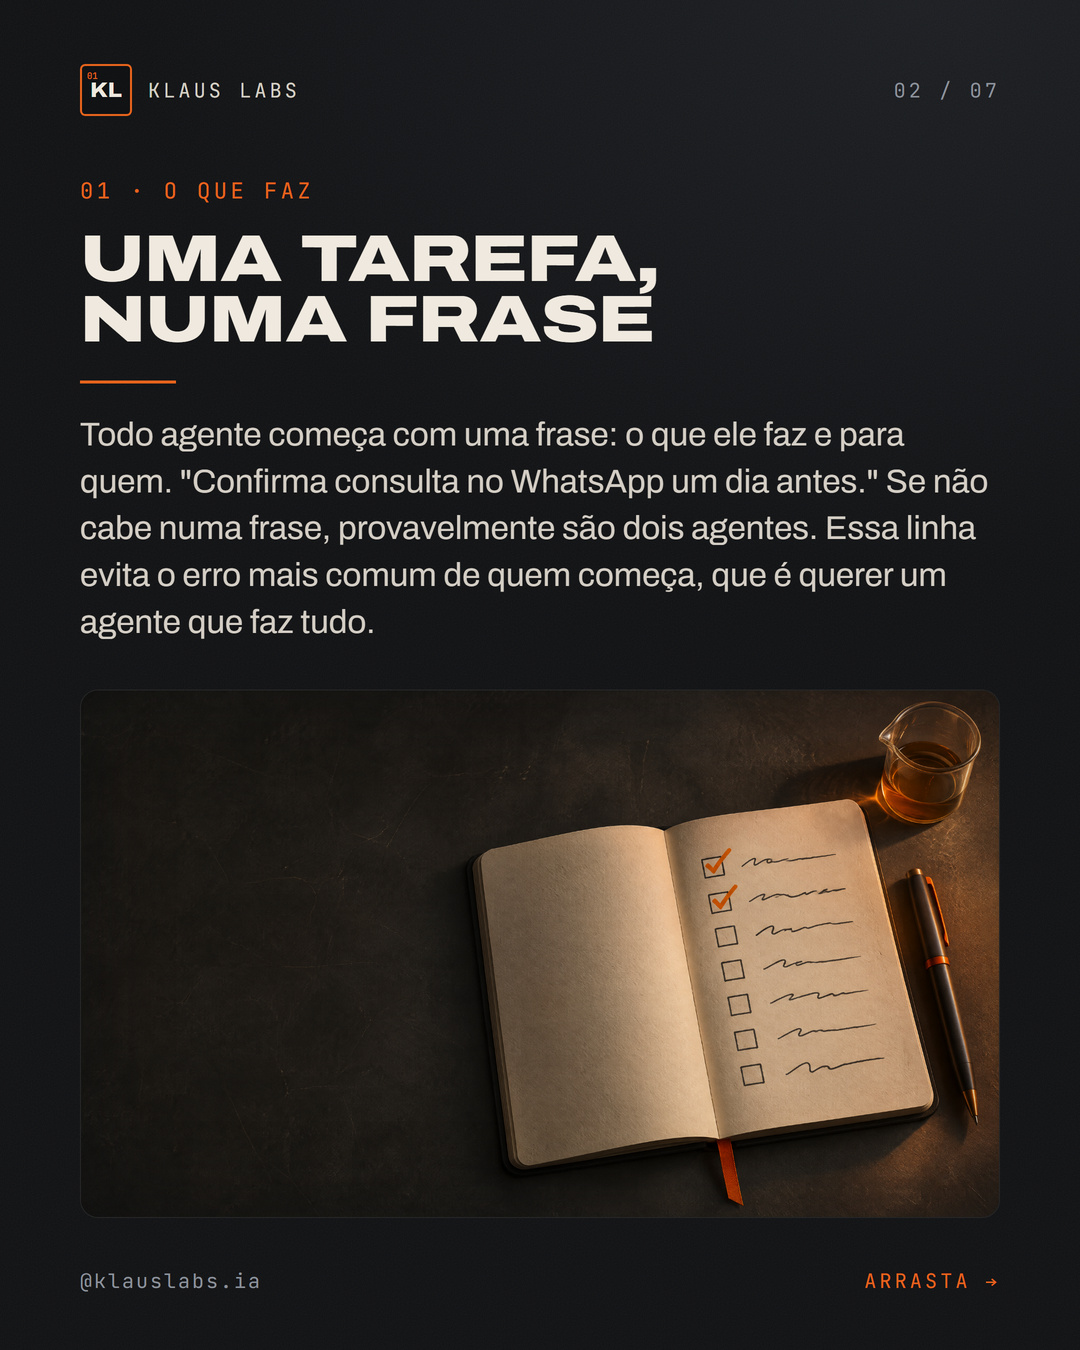 01
KL
KLAUS LABS
02 / 07
01 · O QUE FAZ
UMA TAREFA,
NUMA FRASE
Todo agente começa com uma frase: o que ele faz e para
quem. "Confirma consulta no WhatsApp um dia antes." Se não
cabe numa frase, provavelmente são dois agentes. Essa linha
evita o erro mais comum de quem começa, que é querer um
agente que faz tudo.
@klauslabs.ia
ARRASTA →